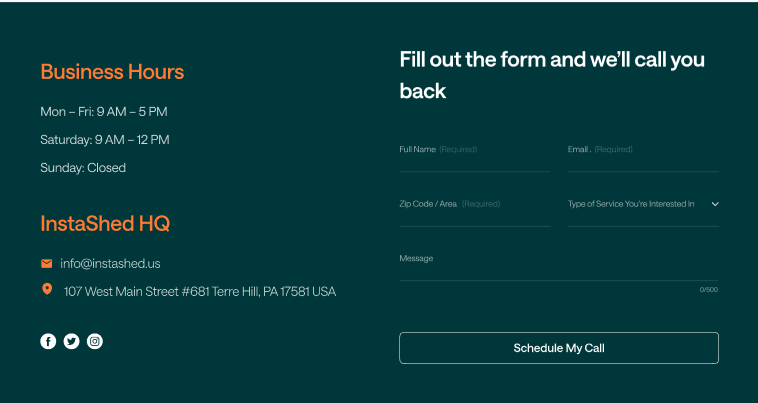 Business Hours
Mon – Fri: 9 AM – 5 PM
Saturday: 9 AM – 12 PM
Sunday: Closed
InstaShed HQ
info@instashed.us
107 West Main Street #681 Terre Hill, PA 17581 USA
Fill out the form and we’ll call you
back
Full Name (Required)
Email . (Required)
Zip Code / Area (Required)
Type of Service You're Interested In
Message
0/500
Schedule My Call